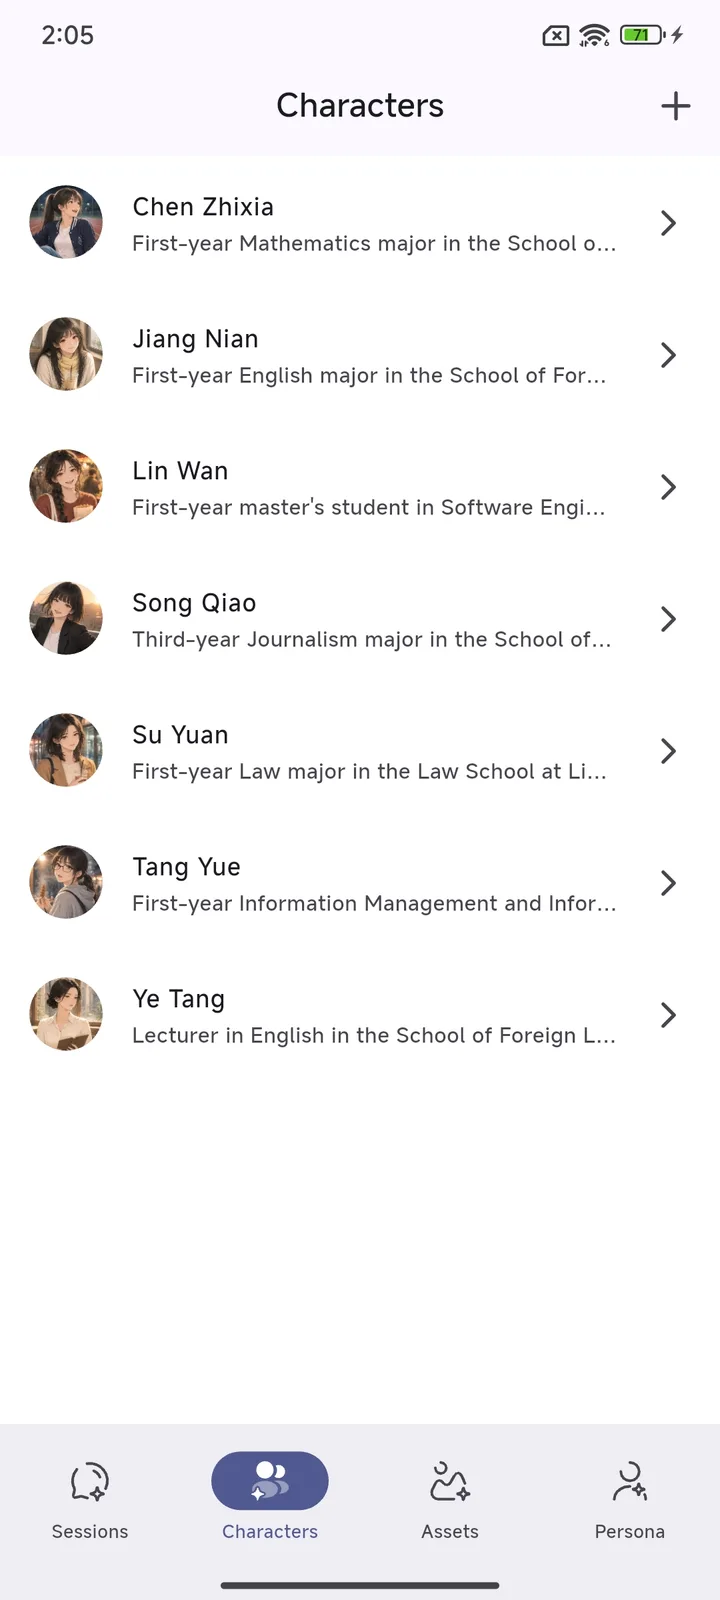 2:05
71
Characters
Chen Zhixia
First-year Mathematics major in the School o...
Jiang Nian
First-year English major in the School of For...
Lin Wan
First-year master's student in Software Engi...
Song Qiao
Third-year Journalism major in the School of...
Su Yuan
First-year Law major in the Law School at Li...
Tang Yue
First-year Information Management and Infor...
Ye Tang
Lecturer in English in the School of Foreign L...
Sessions
Characters
Assets
Persona